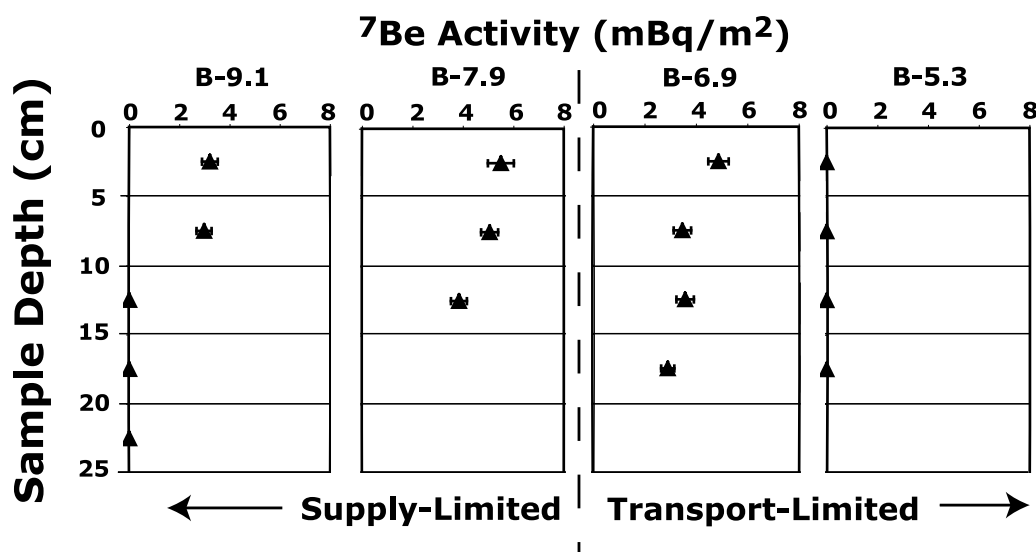 ⁷Be Activity (mBq/m²)
B-9.1 B-7.9 B-6.9 B-5.3
0 2 4 6 8 0 2 4 6 8 0 2 4 6 8 0 2 4 6 8
Sample Depth (cm)
0
5
10
15
20
25
Supply-Limited Transport-Limited